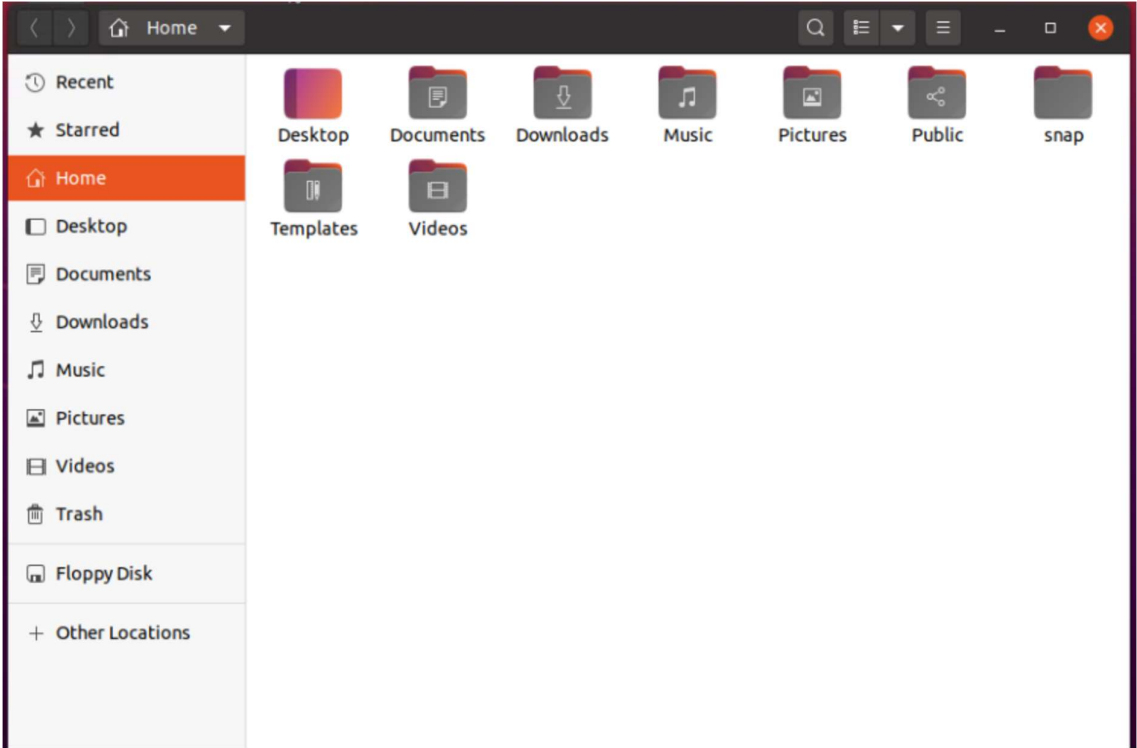 Home
Recent
Starred
Home
Desktop
Documents
Downloads
Music
Pictures
Videos
Trash
Floppy Disk
Other Locations
Desktop Documents Downloads Music Pictures Public snap
Templates Videos